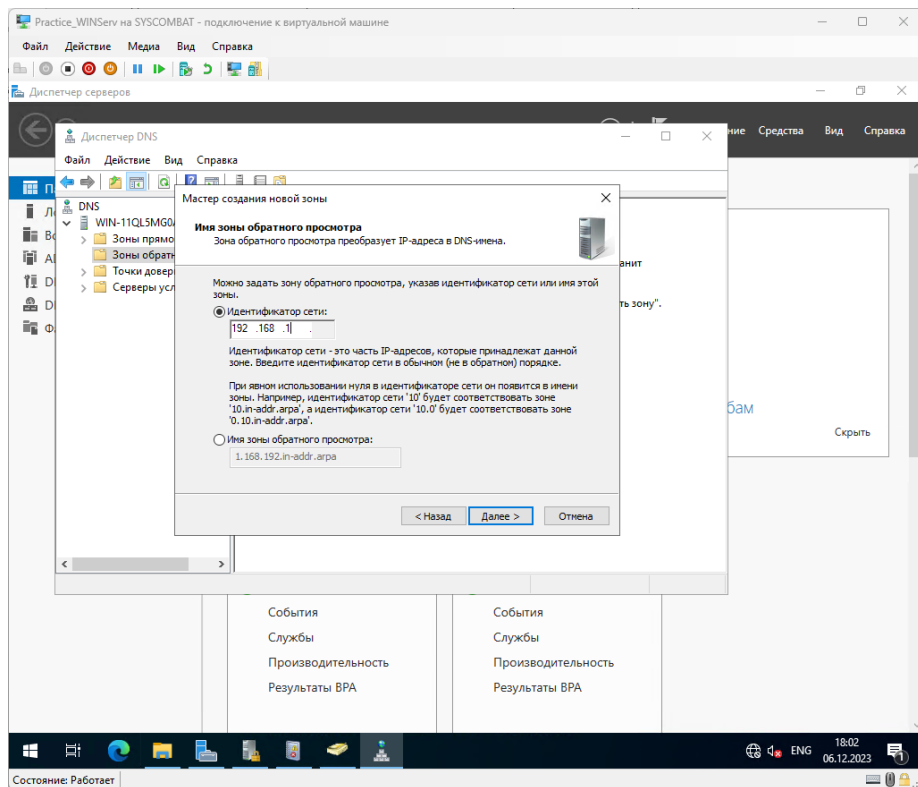 Practice_WINServ на SYSCOMBAT - подключение к виртуальной машине
Файл Действие Медиа Вид Справка
Диспетчер серверов
Диспетчер DNS
ние Средства Вид Справка
Файл Действие Вид Справка
DNS
WIN-11QL5MG0
Зоны прямо
Зоны обратн
Точки довер
Серверы усл
Мастер создания новой зоны
Имя зоны обратного просмотра
Зона обратного просмотра преобразует IP-адреса в DNS-имена.
анит
ть зону".
Можно задать зону обратного просмотра, указав идентификатор сети или имя этой
зоны.
Идентификатор сети:
192 .168 .1 .
Идентификатор сети - это часть IP-адресов, которые принадлежат данной
зоне. Введите идентификатор сети в обычном (не в обратном) порядке.
При явном использовании нуля в идентификаторе сети он появится в имени
зоны. Например, идентификатор сети '10' будет соответствовать зоне
'10.in-addr.arpa', а идентификатор сети '10.0' будет соответствовать зоне
'0.10.in-addr.arpa'.
бам
Скрыть
Имя зоны обратного просмотра:
1.168.192.in-addr.arpa
< Назад Далее > Отмена
События
Службы
Производительность
Результаты BPA
События
Службы
Производительность
Результаты BPA
ENG
18:02
06.12.2023
1
Состояние: Работает